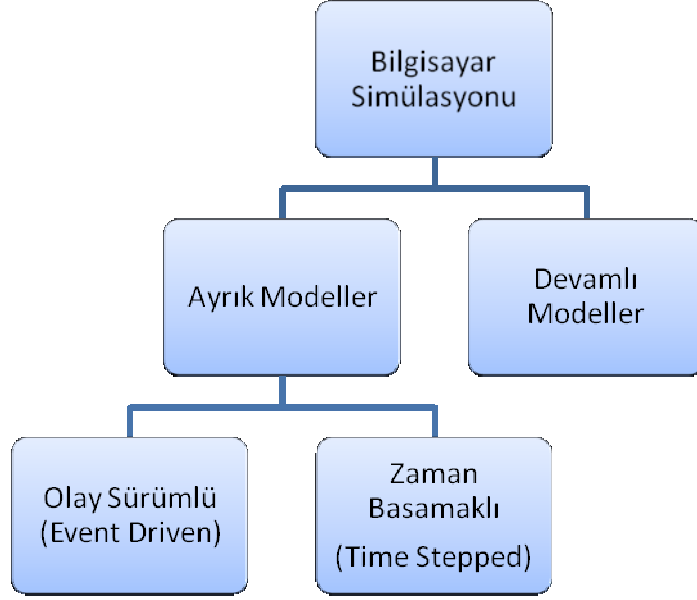 Bilgisayar
Simülasyonu
Ayrık Modeller
Devamlı
Modeller
Olay Sürümlü
(Event Driven)
Zaman
Basamaklı
(Time Stepped)